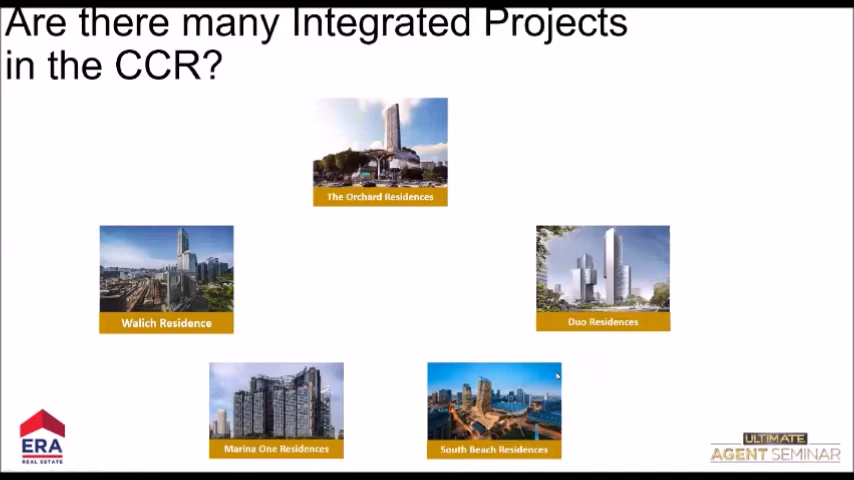 Are there many Integrated Projects
in the CCR?
The Orchard Residences
Walich Residence
Duo Residences
Marina One Residences
South Beach Residences
ERA
REAL ESTATE
ULTIMATE
AGENT SEMINAR